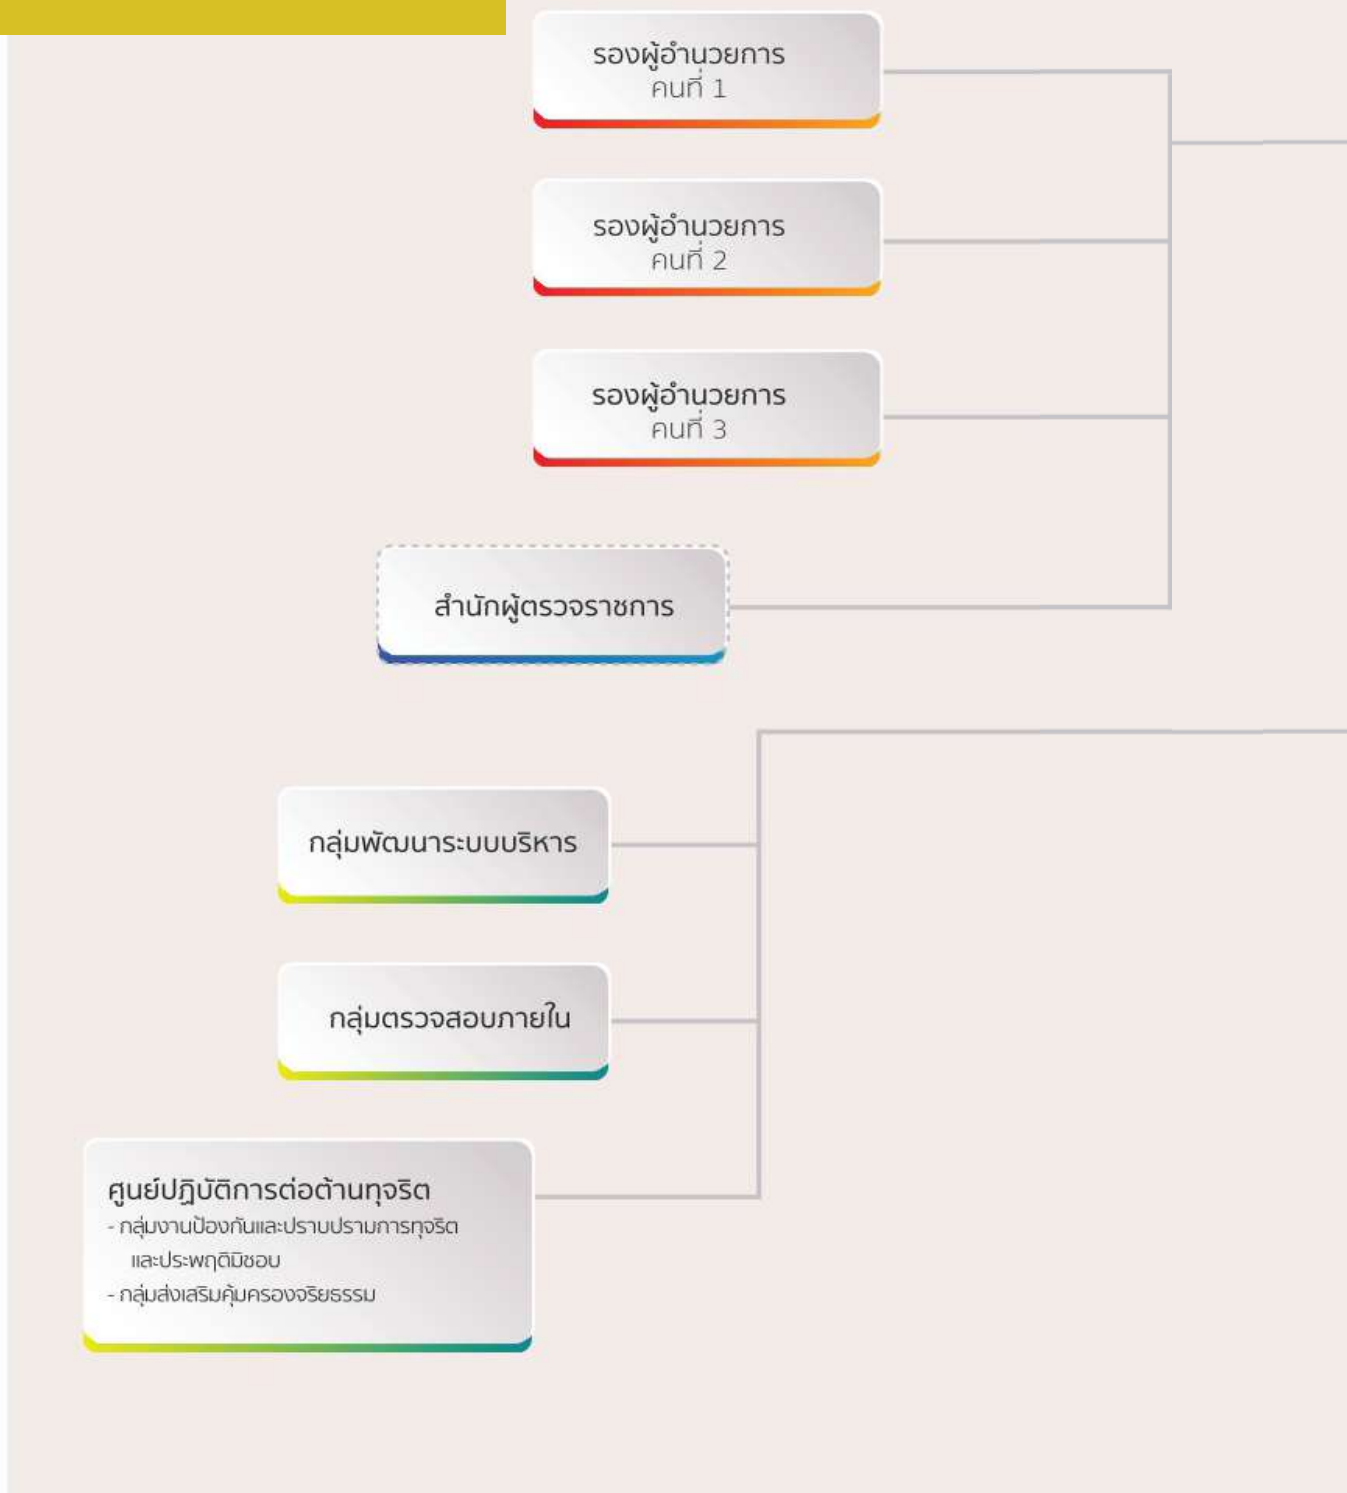 รองผู้อำนวยการ
คนที่ 1
รองผู้อำนวยการ
คนที่ 2
รองผู้อำนวยการ
คนที่ 3
สำนักผู้ตรวจราชการ
กลุ่มพัฒนาระบบบริหาร
กลุ่มตรวจสอบภายใน
ศูนย์ปฏิบัติการต่อต้านทุจริต
- กลุ่มงานป้องกันและปราบปรามการทุจริต
และประพฤติมิชอบ
- กลุ่มส่งเสริมคุ้มครองจริยธรรม